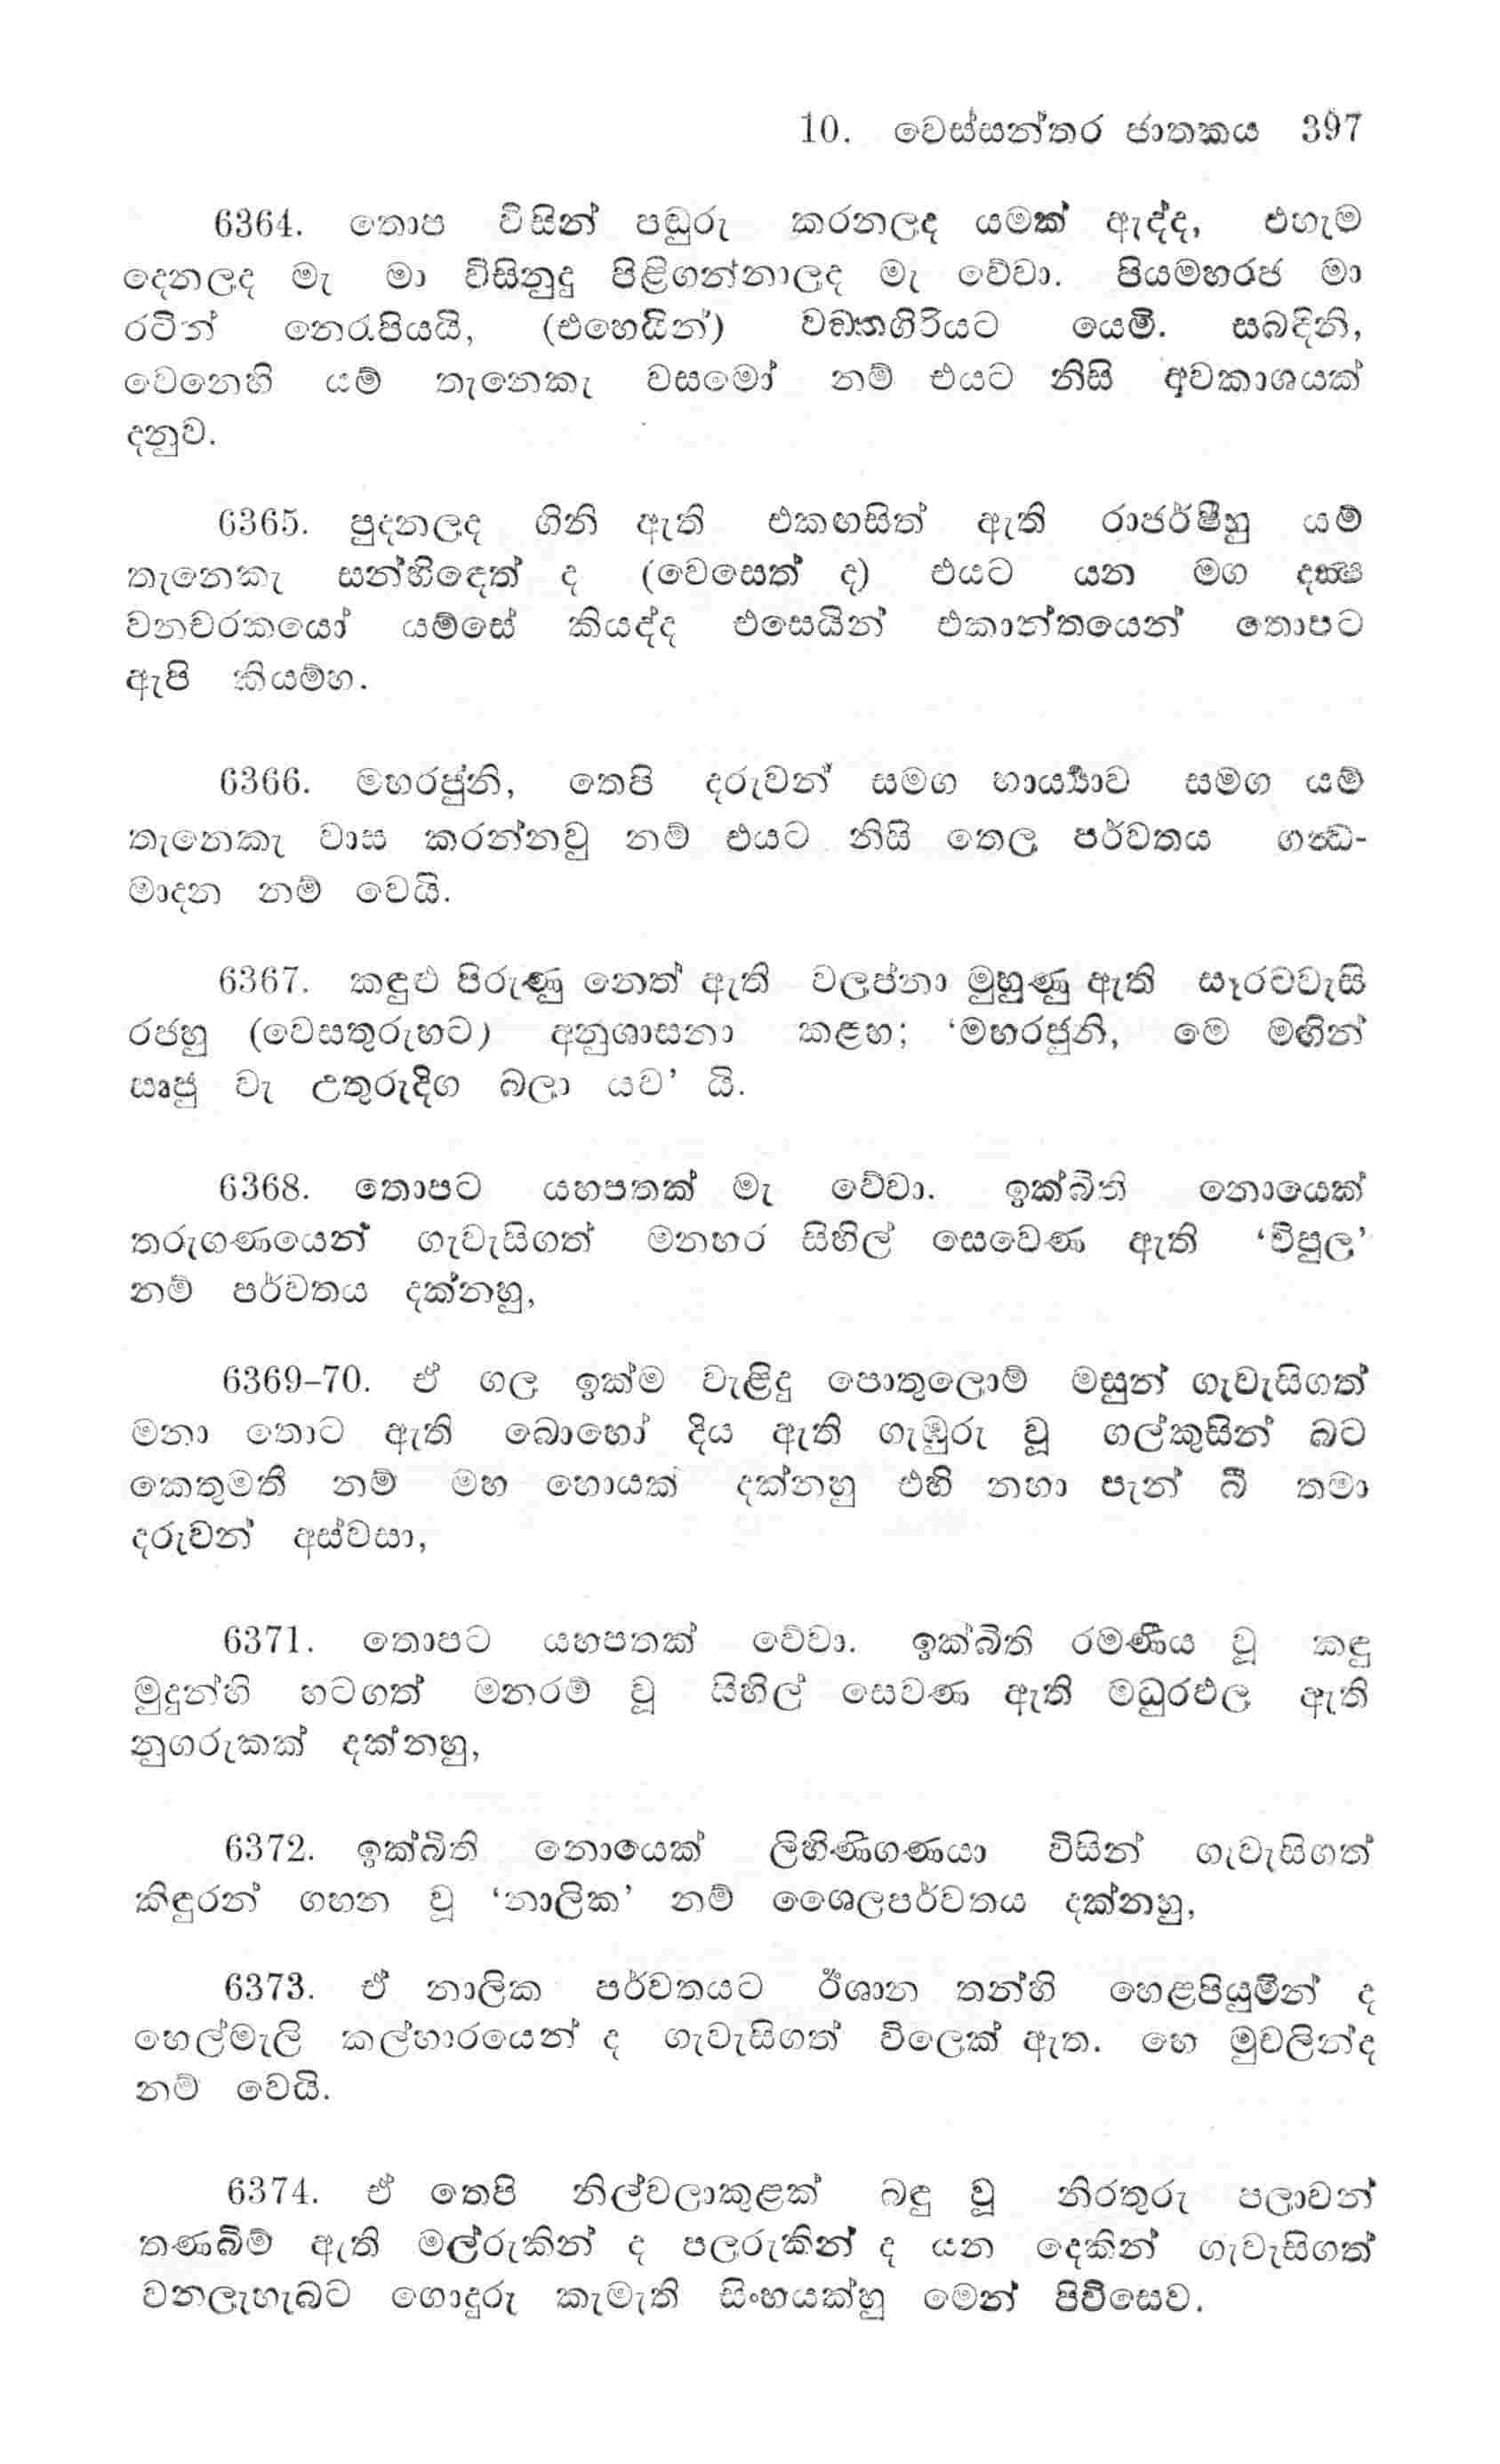 10. වෙස්සන්තර ජාතකය 397
6364. තොප විසින් පඬුරු කරනලද යමක් ඇද්ද, එහැම
දෙනලද මැ මා විසිනුදු පිළිගන්නාලද මැ වේවා. පියමහරජ මා
රටින් නෙරැපියයි, (එහෙයින්) වඞ්කගිරියට යෙමි. සබඳිනි,
වෙනෙහි යම් තැනෙකැ වසමෝ නම් එයට නිසි අවකාශයක්
දනුව.
6365. පුදනලද ගිනි ඇති එකඟසිත් ඇති රාජර්ෂීහු යම්
තැනෙකැ සන්හිඳෙත් ද (වෙසෙත් ද) එයට යන මග දක්‍ෂ
වනචරකයෝ යම්සේ කියද්ද එසෙයින් එකාන්තයෙන් තොපට
ඇපි කියම්හ.
6366. මහරජුනි, තෙපි දරුවන් සමග භාර්‍ය්‍යාව සමග යම්
තැනෙකැ වාස කරන්නවු නම් එයට නිසි තෙල පර්වතය ගන්‍ධ-
මාදන නම් වෙයි.
6367. කඳුළු පිරුණු නෙත් ඇති වලප්නා මුහුණු ඇති සෑරටවැසි
රජහු (වෙසතුරුහට) අනුශාසනා කළහ; ‘මහරජුනි, මෙ මඟින්
සෘජු වැ උතුරුදිග බලා යව’ යි.
6368. තොපට යහපතක් මැ වේවා. ඉක්බිති නොයෙක්
තරුගණයෙන් ගැවැසිගත් මනහර සිහිල් සෙවෙණ ඇති ‘විපුල’
නම් පර්වතය දක්නහු,
6369–70. ඒ ගල ඉක්ම වැළිදු පොතුලොම් මසුන් ගැවැසිගත්
මනා තොට ඇති බොහෝ දිය ඇති ගැඹුරු වූ ගල්කුසින් බට
කෙතුමතී නම් මහ හොයක් දක්නහු එහි නහා පැන් බී තමා
දරුවන් අස්වසා,
6371. තොපට යහපතක් වේවා. ඉක්බිති රමණීය වූ කඳු
මුදුන්හි හටගත් මනරම් වූ සිහිල් සෙවණ ඇති මධුරඵල ඇති
නුගරුකක් දක්නහු,
6372. ඉක්බිති නොයෙක් ලිහිණිගණයා විසින් ගැවැසිගත්
කිඳුරන් ගහන වූ ‘නාලික’ නම් ශෛලපර්වතය දක්නහු,
6373. ඒ නාලික පර්වතයට ඊශාන තන්හි හෙළපියුමින් ද
හෙල්මැලි කල්හාරයෙන් ද ගැවැසිගත් විලෙක් ඇත. හෙ මුචලින්ද
නම් වෙයි.
6374. ඒ තෙපි නිල්වලාකුළක් බඳු වූ නිරතුරු පලාවන්
තණබිම් ඇති මල්රුකින් ද පලරුකින් ද යන දෙකින් ගැවැසිගත්
වනලැහැබට ගොදුරු කැමැති සිංහයක්හු මෙන් පිවිසෙව.